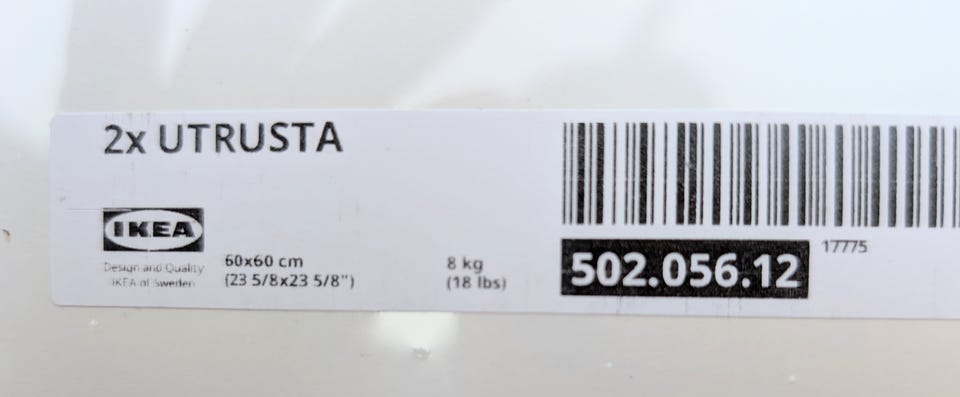 2x UTRUSTA
IKEA
Design and Quality
IKEA of Sweden
60x60 cm
(23 5/8x23 5/8")
8 kg
(18 lbs)
502.056.12
17775